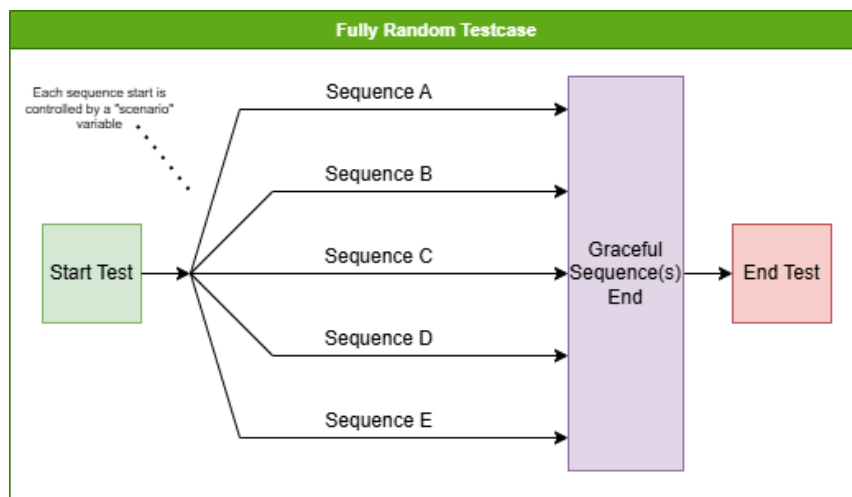 Fully Random Testcase
Each sequence start is
controlled by a "scenario"
variable
Sequence A
Sequence B
Sequence C
Sequence D
Sequence E
Start Test
Graceful
Sequence(s)
End
End Test